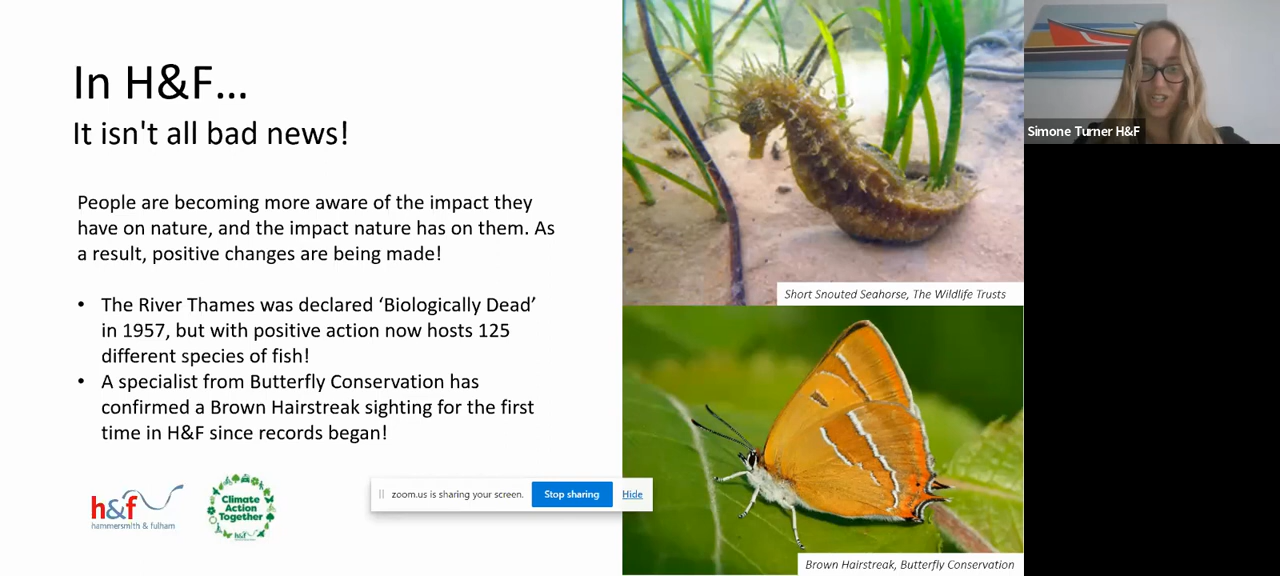 In H&F...
It isn't all bad news!
People are becoming more aware of the impact they
have on nature, and the impact nature has on them. As
a result, positive changes are being made!
• The River Thames was declared ‘Biologically Dead’
in 1957, but with positive action now hosts 125
different species of fish!
• A specialist from Butterfly Conservation has
confirmed a Brown Hairstreak sighting for the first
time in H&F since records began!
h&f
hammersmith & fulham
Climate
Action
Together
h&f
zoom.us is sharing your screen.
Stop sharing
Hide
Short Snouted Seahorse, The Wildlife Trusts
Brown Hairstreak, Butterfly Conservation
Simone Turner H&F